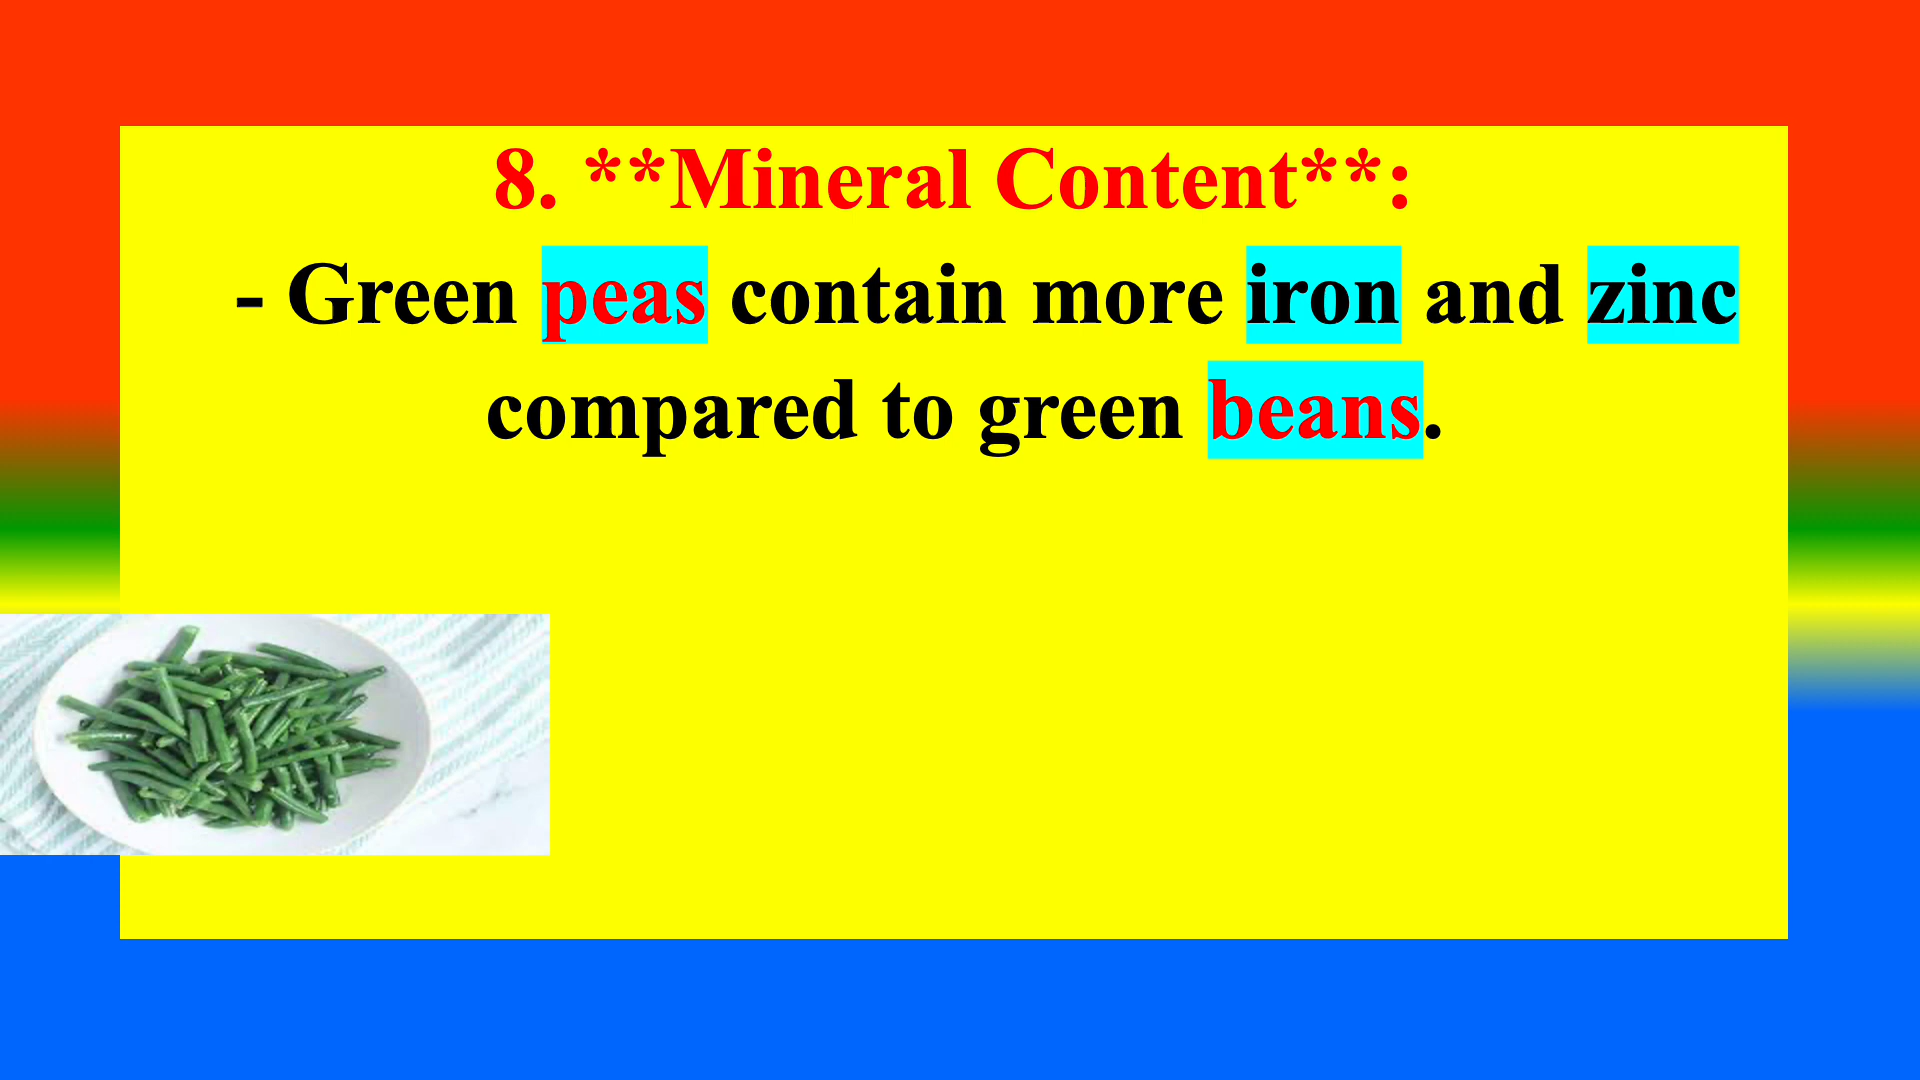 8. **Mineral Content**:
- Green peas contain more iron and zinc
compared to green beans.